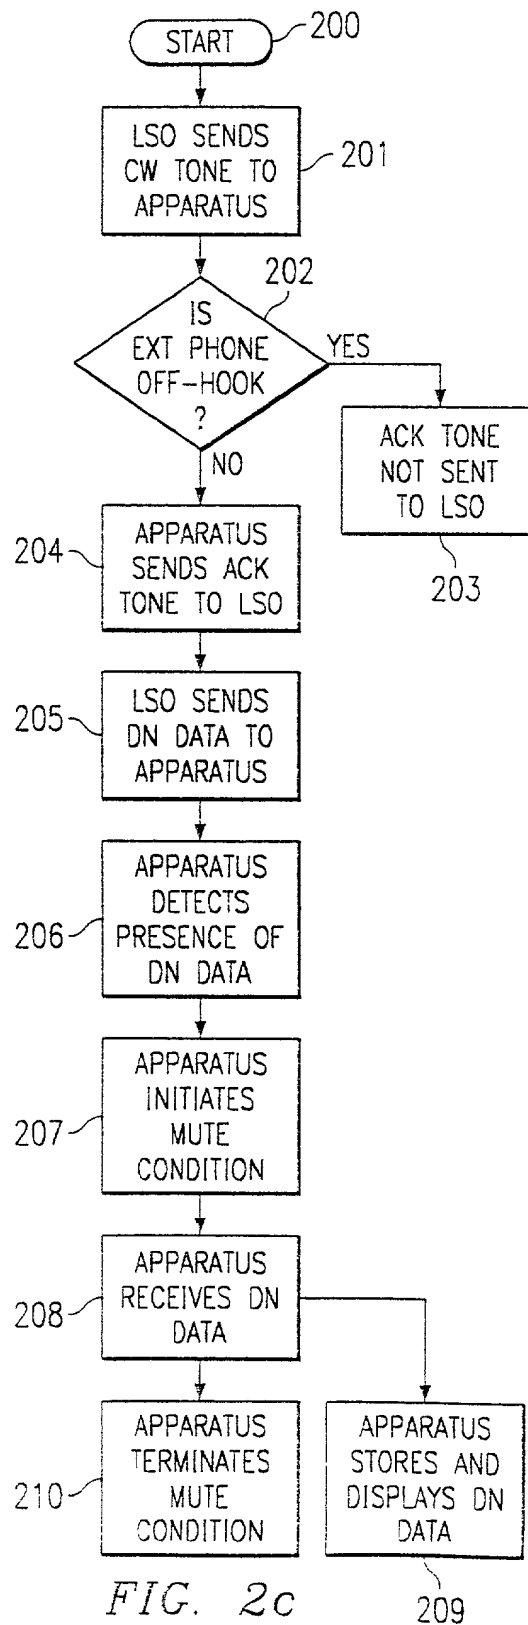 START
200
LSO SENDS
CW TONE TO
APPARATUS
201
202
IS
EXT PHONE
OFF-HOOK
?
YES
NO
ACK TONE
NOT SENT
TO LSO
203
204
APPARATUS
SENDS ACK
TONE TO LSO
205
LSO SENDS
DN DATA TO
APPARATUS
206
APPARATUS
DETECTS
PRESENCE OF
DN DATA
207
APPARATUS
INITIATES
MUTE
CONDITION
208
APPARATUS
RECEIVES DN
DATA
210
APPARATUS
TERMINATES
MUTE
CONDITION
APPARATUS
STORES AND
DISPLAYS DN
DATA
209
FIG. 2c